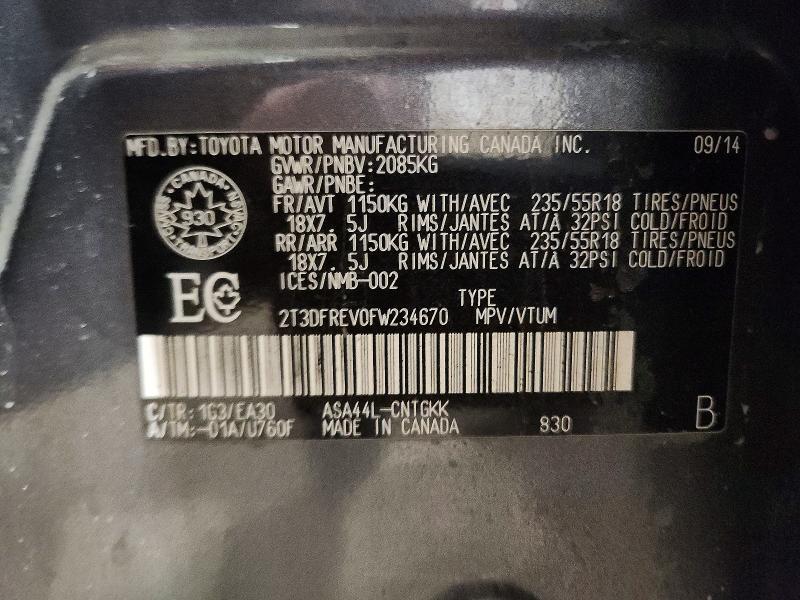 MFD.BY:TOYOTA MOTOR MANUFACTURING CANADA INC. 09/14
GVWR/PNBV:2085KG
GAWR/PNBE:
FR/AVT 1150KG WITH/AVEC 235/55R18 TIRES/PNEUS
18X7. 5J RIMS/JANTES AT/À 32PSI COLD/FROID
RR/ARR 1150KG WITH/AVEC 235/55R18 TIRES/PNEUS
18X7. 5J RIMS/JANTES AT/À 32PSI COLD/FROID
ICES/NMB-002
CANADA
930
EC
TYPE
2T3DFREV0FW234670 MPV/VTUM
C/TR:1G3/EA30 ASA44L-CNTGKK
A/TM:-01A/U760F MADE IN CANADA 930
B